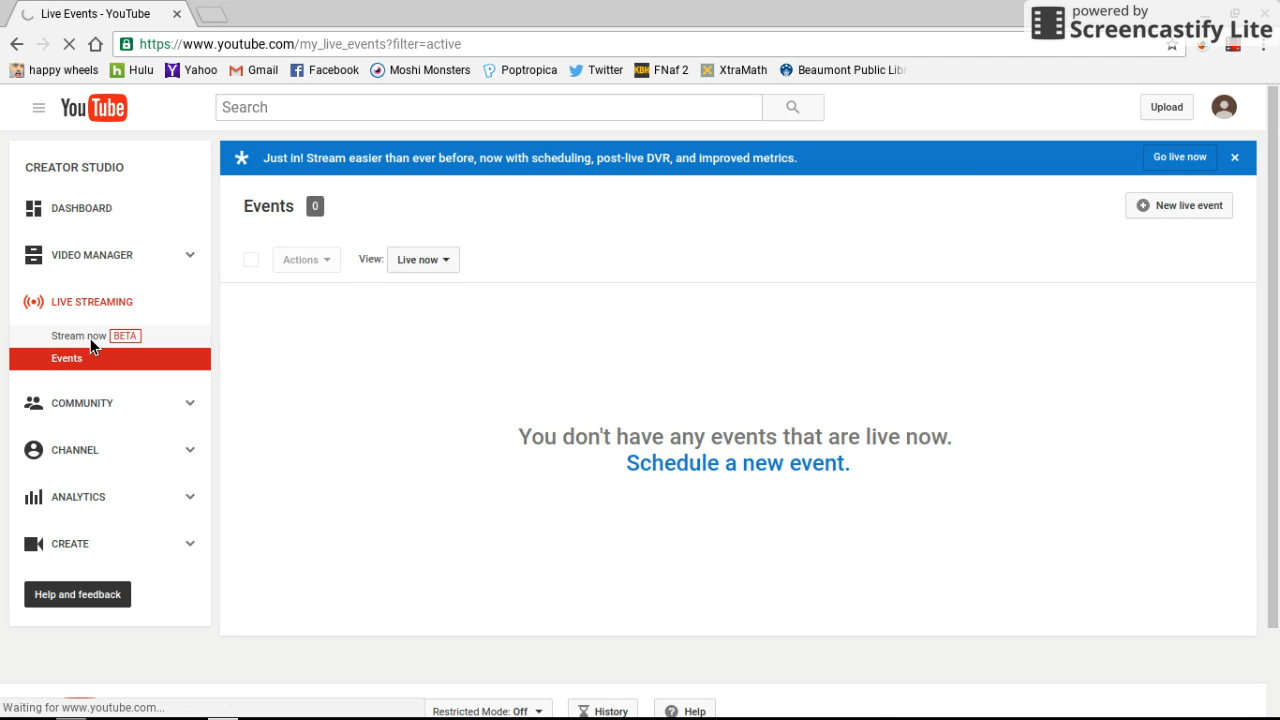 Live Events - YouTube
powered by
Screencastify Lite
https://www.youtube.com/my_live_events?filter=active
happy wheels Hulu Yahoo Gmail Facebook Moshi Monsters Poptropica Twitter FNaf 2 XtraMath Beaumont Public Lib
YouTube Search Upload
CREATOR STUDIO
DASHBOARD
VIDEO MANAGER
LIVE STREAMING
Stream now BETA
Events
COMMUNITY
CHANNEL
ANALYTICS
CREATE
Help and feedback
Just in! Stream easier than ever before, now with scheduling, post-live DVR, and improved metrics. Go live now
Events 0 New live event
Actions View: Live now
You don't have any events that are live now.
Schedule a new event.
Waiting for www.youtube.com...
Restricted Mode: Off History Help